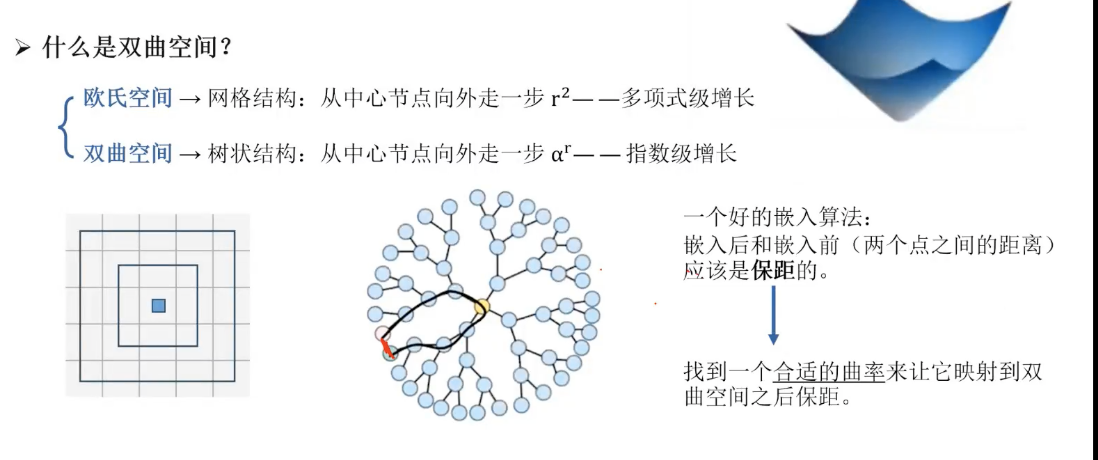 ➢ 什么是双曲空间？
欧氏空间 → 网格结构：从中心节点向外走一步 r²——多项式级增长
双曲空间 → 树状结构：从中心节点向外走一步 αʳ—— 指数级增长
一个好的嵌入算法：
嵌入后和嵌入前（两个点之间的距离）
应该是保距的。
找到一个合适的曲率来让它映射到双
曲空间之后保距。